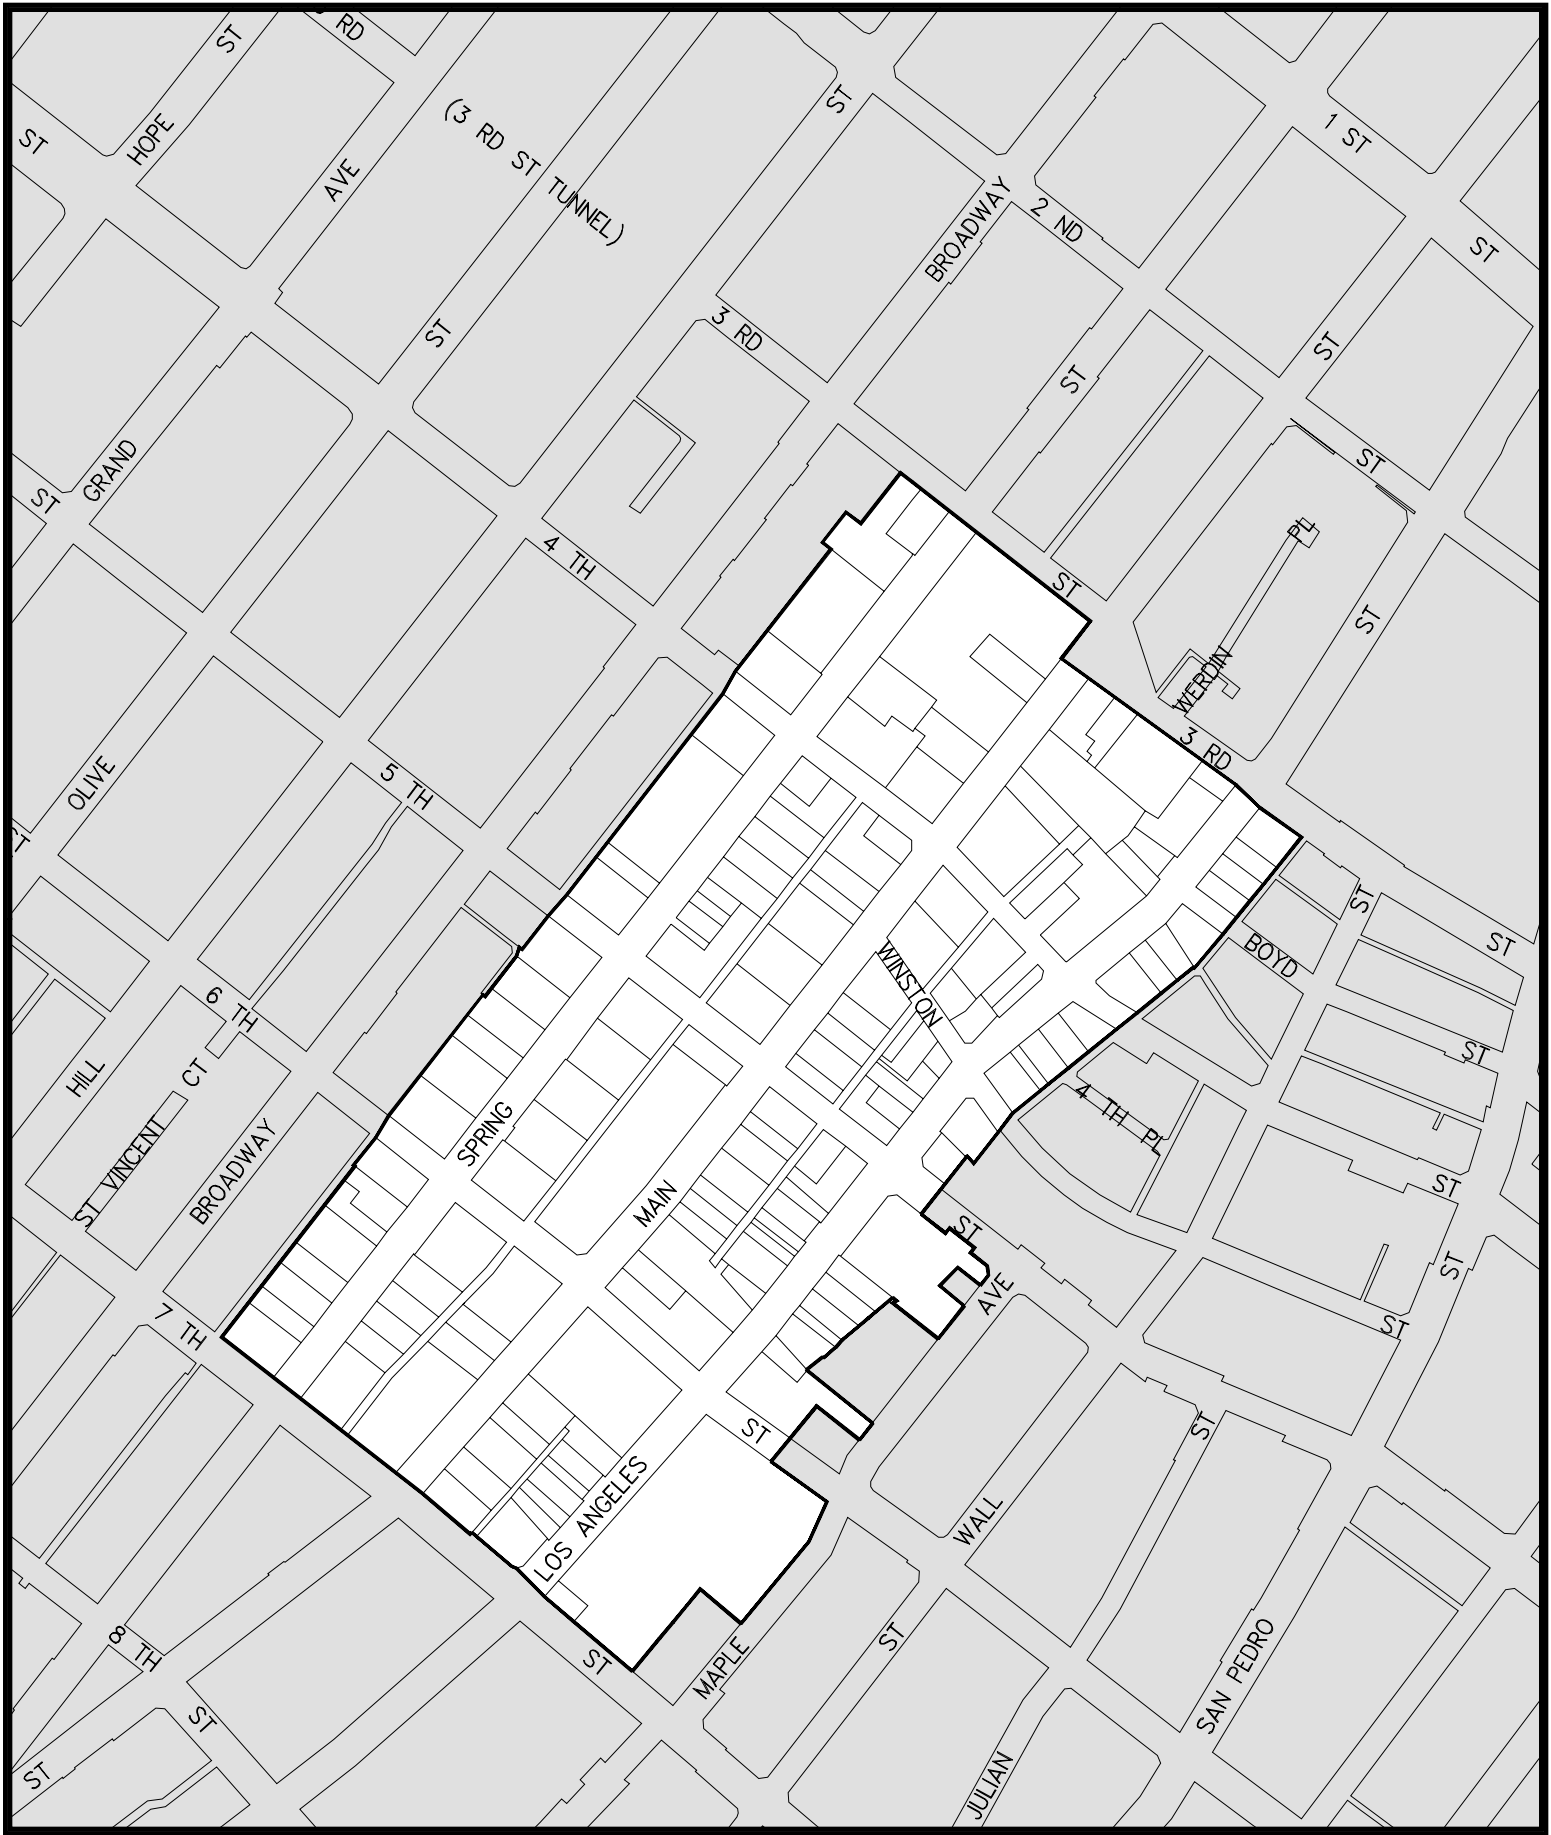 RD
ST
HOPE
ST
AVE
(3 RD ST TUNNEL)
ST
1 ST
ST
BROADWAY
2 ND
ST
3 RD
ST
ST
GRAND
ST
ST
PL
4 TH
ST
ST
WERDIN
3 RD
OLIVE
5 TH
ST
ST
BOYD
ST
WINSTON
6 TH
HILL
CT
ST
4 TH PL
SPRING
ST VINCENT
BROADWAY
MAIN
ST
ST
ST
AVE
7 TH
ST
ST
ST
LOS ANGELES
WALL
8 TH
ST
MAPLE
ST
SAN PEDRO
ST
ST
JULIAN